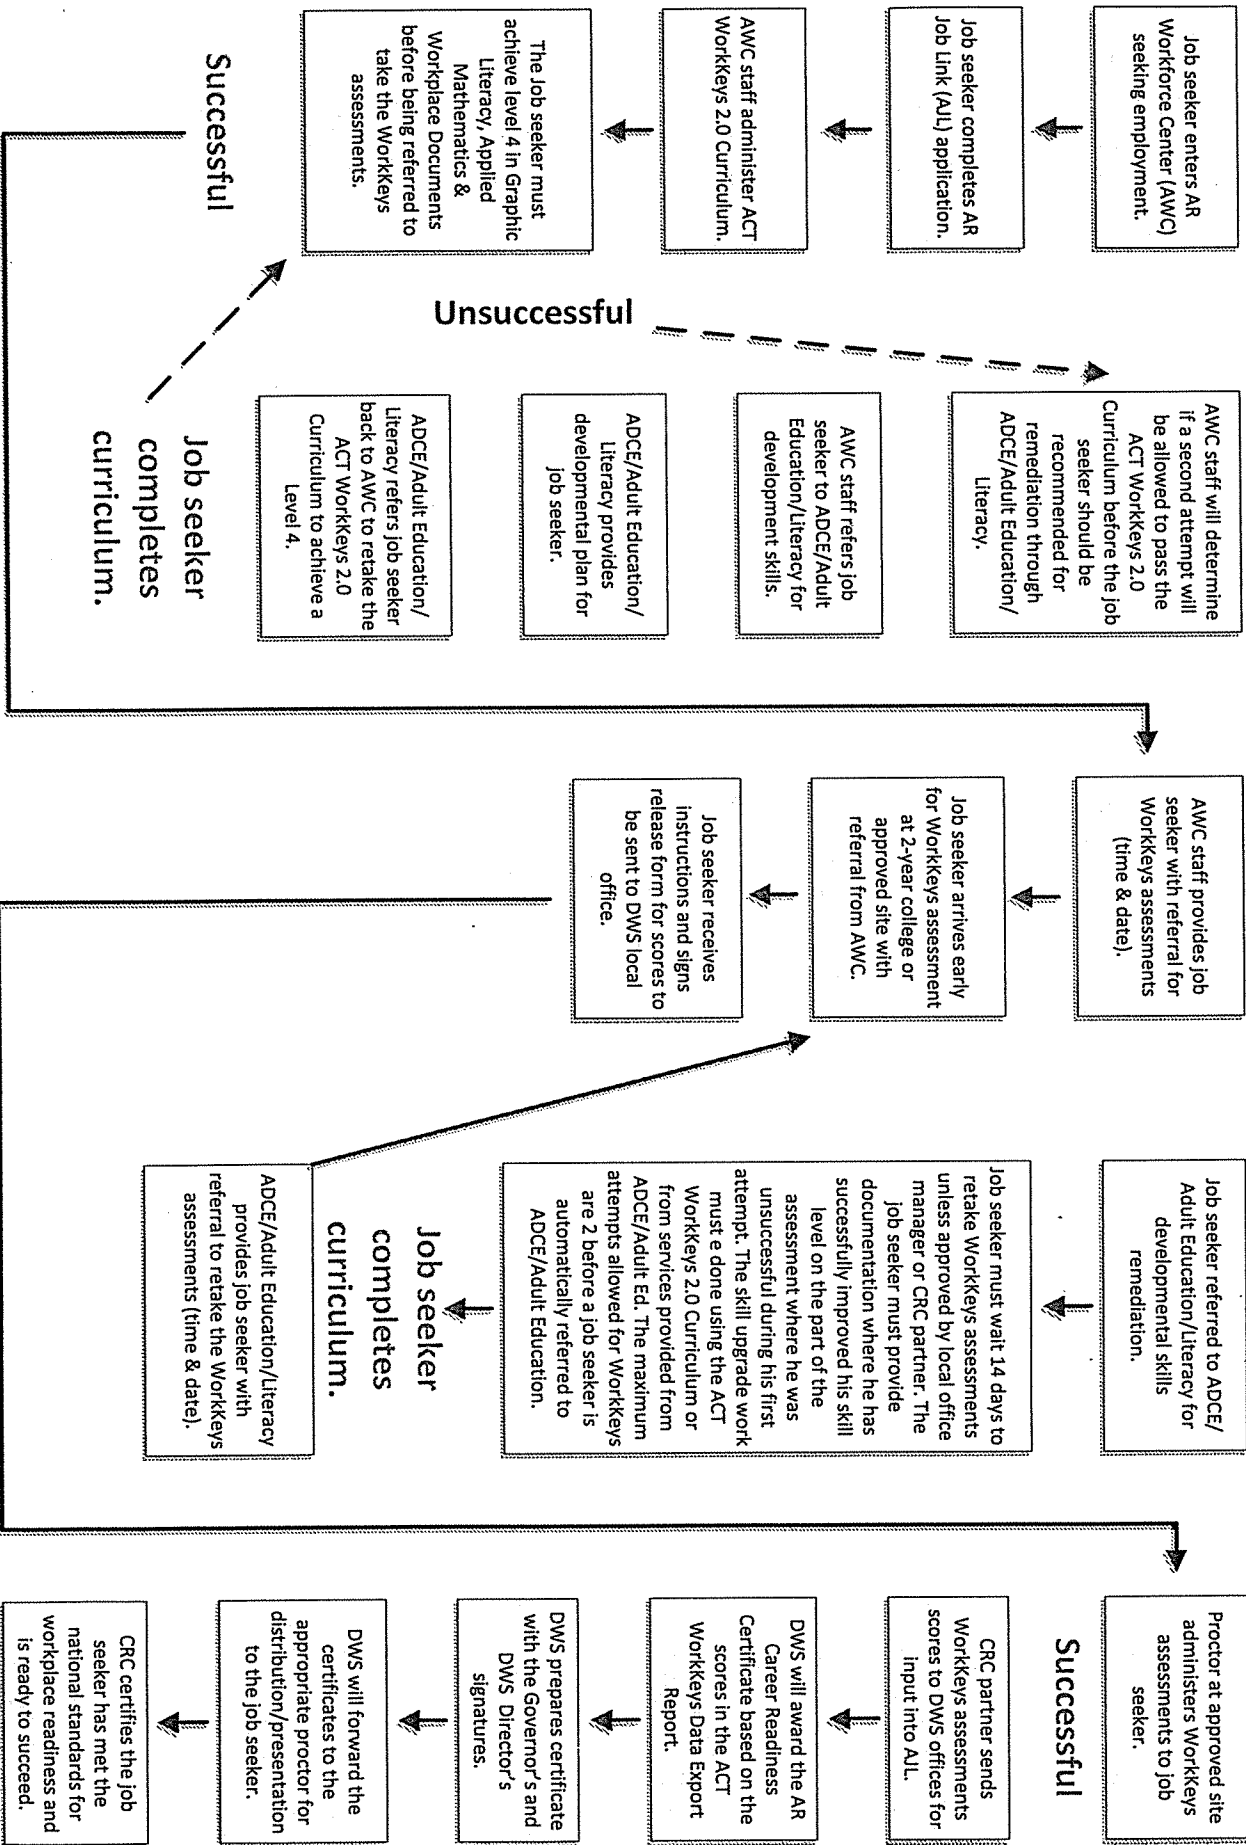 Job seeker enters AR
Workforce Center (AWC)
seeking employment.
Job seeker completes AR
Job Link (AJL) application.
AWC staff administer ACT
WorkKeys 2.0 Curriculum.
The Job seeker must
achieve level 4 in Graphic
Literacy, Applied
Mathematics &
Workplace Documents
before being referred to
take the WorkKeys
assessments.
Successful
Unsuccessful
AWC staff will determine
if a second attempt will
be allowed to pass the
ACT WorkKeys 2.0
Curriculum before the job
seeker should be
recommended for
remediation through
ADCE/Adult Education/
Literacy.
AWC staff refers job
seeker to ADCE/Adult
Education/Literacy for
development skills.
ADCE/Adult Education/
Literacy provides
developmental plan for
job seeker.
ADCE/Adult Education/
Literacy refers job seeker
back to AWC to retake the
ACT WorkKeys 2.0
Curriculum to achieve a
Level 4.
Job seeker
completes
curriculum.
AWC staff provides job
seeker with referral for
WorkKeys assessments
(time & date).
Job seeker arrives early
for WorkKeys assessment
at 2-year college or
approved site with
referral from AWC.
Job seeker receives
instructions and signs
release form for scores to
be sent to DWS local
office.
Job seeker referred to ADCE/
Adult Education/Literacy for
developmental skills
remediation.
Job seeker must wait 14 days to
retake WorkKeys assessments
unless approved by local office
manager or CRC partner. The
job seeker must provide
documentation where he has
successfully improved his skill
level on the part of the
assessment where he was
unsuccessful during his first
attempt. The skill upgrade work
must e done using the ACT
WorkKeys 2.0 Curriculum or
from services provided from
ADCE/Adult Ed. The maximum
attempts allowed for WorkKeys
are 2 before a job seeker is
automatically referred to
ADCE/Adult Education.
Job seeker
completes
curriculum.
ADCE/Adult Education/Literacy
provides job seeker with
referral to retake the WorkKeys
assessments (time & date).
Proctor at approved site
administers WorkKeys
assessments to job
seeker.
Successful
CRC partner sends
WorkKeys assessments
scores to DWS offices for
input into AJL.
DWS will award the AR
Career Readiness
Certificate based on the
scores in the ACT
WorkKeys Data Export
Report.
DWS prepares certificate
with the Governor's and
DWS Director's
signatures.
DWS will forward the
certificates to the
appropriate proctor for
distribution/presentation
to the job seeker.
CRC certifies the job
seeker has met the
national standards for
workplace readiness and
is ready to succeed.